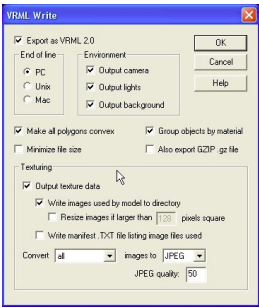 VRML Write
Export as VRML 2.0
OK
End of line
Environment
PC
Output camera
Cancel
Unix
Output lights
Help
Mac
Output background
Make all polygons convex
Group objects by material
Minimize file size
Also export GZIP .gz file
Texturing
Output texture data
Write images used by model to directory
Resize images if larger than 128 pixels square
Write manifest .TXT file listing image files used
Convert all images to JPEG
JPEG quality: 50